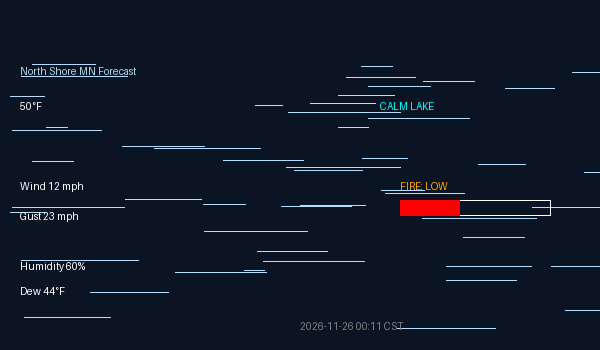 North Shore MN Forecast
50°F
CALM LAKE
Wind 12 mph
FIRE: LOW
Gust 23 mph
Humidity 60%
Dew 44°F
2026-11-26 00:11 CST